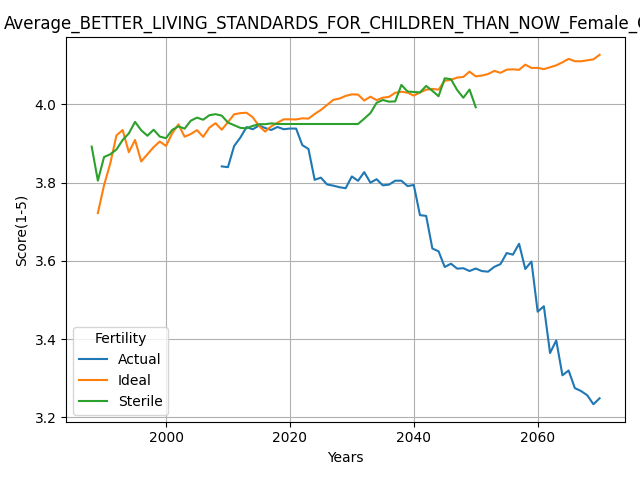 Average_BETTER_LIVING_STANDARDS_FOR_CHILDREN_THAN_NOW_Female_
Score(1-5)
4.0
3.8
3.6
3.4
3.2
Fertility
Actual
Ideal
Sterile
2000
2020
2040
2060
Years